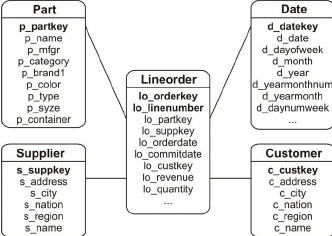 Part
p_partkey
p_name
p_mfgr
p_category
p_brand1
p_color
p_type
p_syze
p_container
Date
d_datekey
d_date
d_dayofweek
d_month
d_year
d_yearmonthnum
d_yearmonth
d_daynumweek
...
Lineorder
lo_orderkey
lo_linenumber
lo_partkey
lo_suppkey
lo_orderdate
lo_commitdate
lo_custkey
lo_revenue
lo_quantity
...
Supplier
s_suppkey
s_address
s_city
s_nation
s_region
s_name
Customer
c_custkey
c_address
c_city
c_nation
c_region
c_name